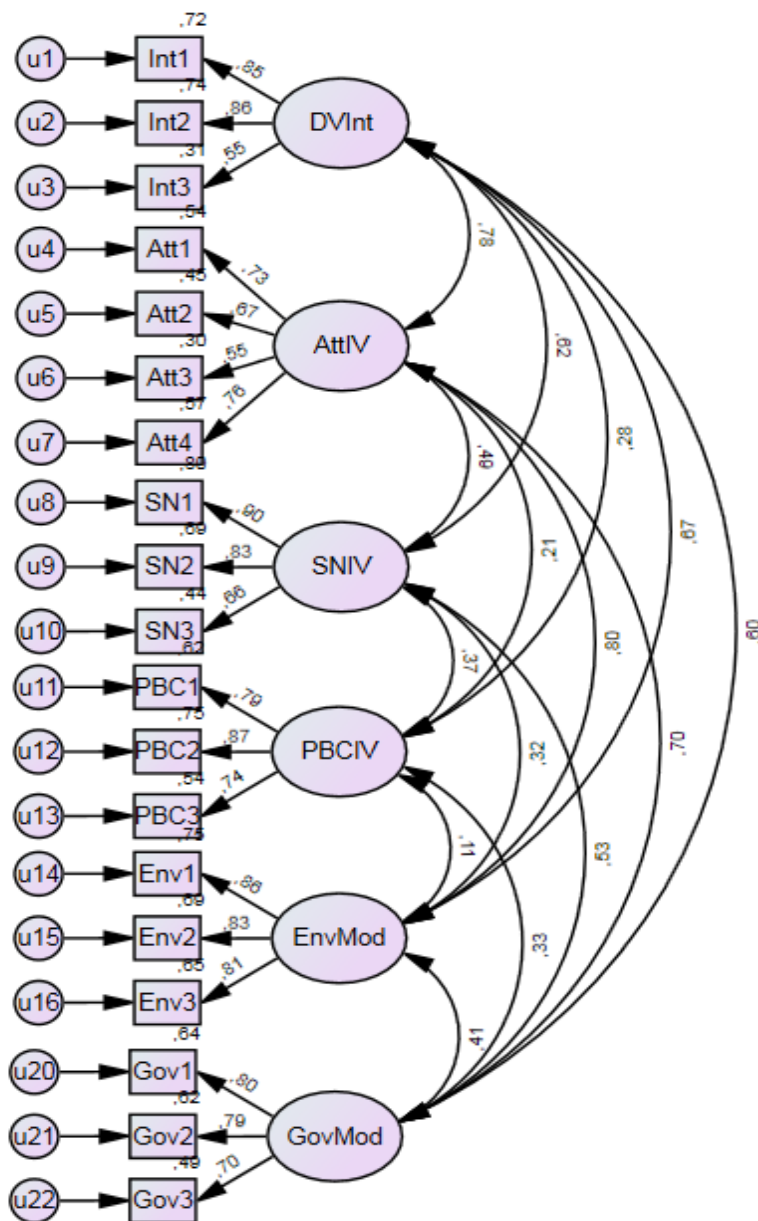 ,72
u1 Int1 ,85
,74
u2 Int2 ,86 DVInt
,31
u3 Int3 ,55
,54
u4 Att1 ,73 ,78
,45
u5 Att2 ,67
,30
AttIV
u6 Att3 ,55 ,62
,57
u7 Att4 ,76 ,28
,49
u8 SN1 ,90
,69
u9 SN2 ,83 SNIV ,21 ,67
,44
u10 SN3 ,66
,62
,60
,80
u11 PBC1 ,79 ,37
,75
u12 PBC2 ,87 PBCIV ,32 ,70
,54
u13 PBC3 ,74
,75
,11 ,53
u14 Env1 ,86
,69
u15 Env2 ,83 EnvMod ,33
,65
u16 Env3 ,81
,64
,41
u20 Gov1 ,80
,62
u21 Gov2 ,79 GovMod
,49
u22 Gov3 ,70